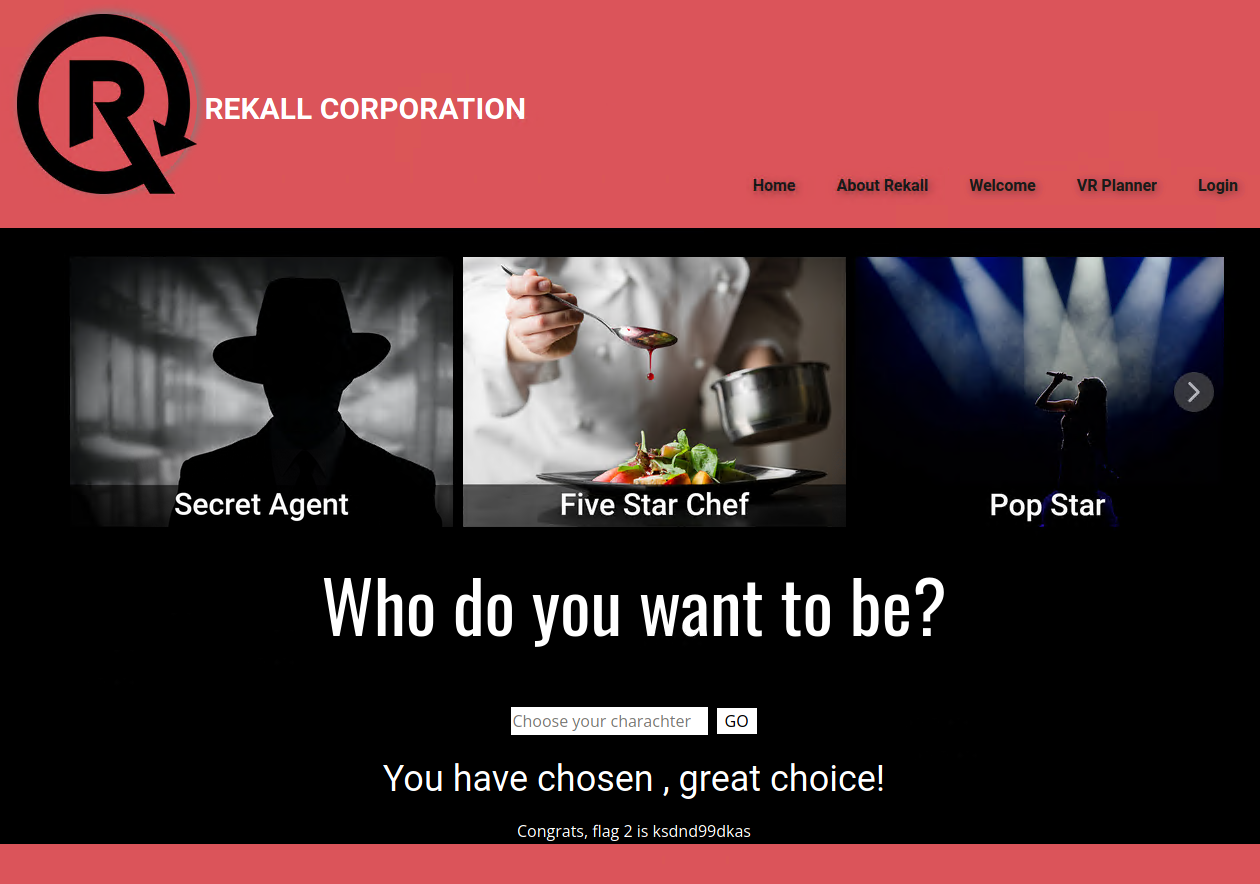 R
REKALL CORPORATION
Home About Rekall Welcome VR Planner Login
Secret Agent Five Star Chef Pop Star
Who do you want to be?
Choose your charachter GO
You have chosen , great choice!
Congrats, flag 2 is ksdnd99dkas